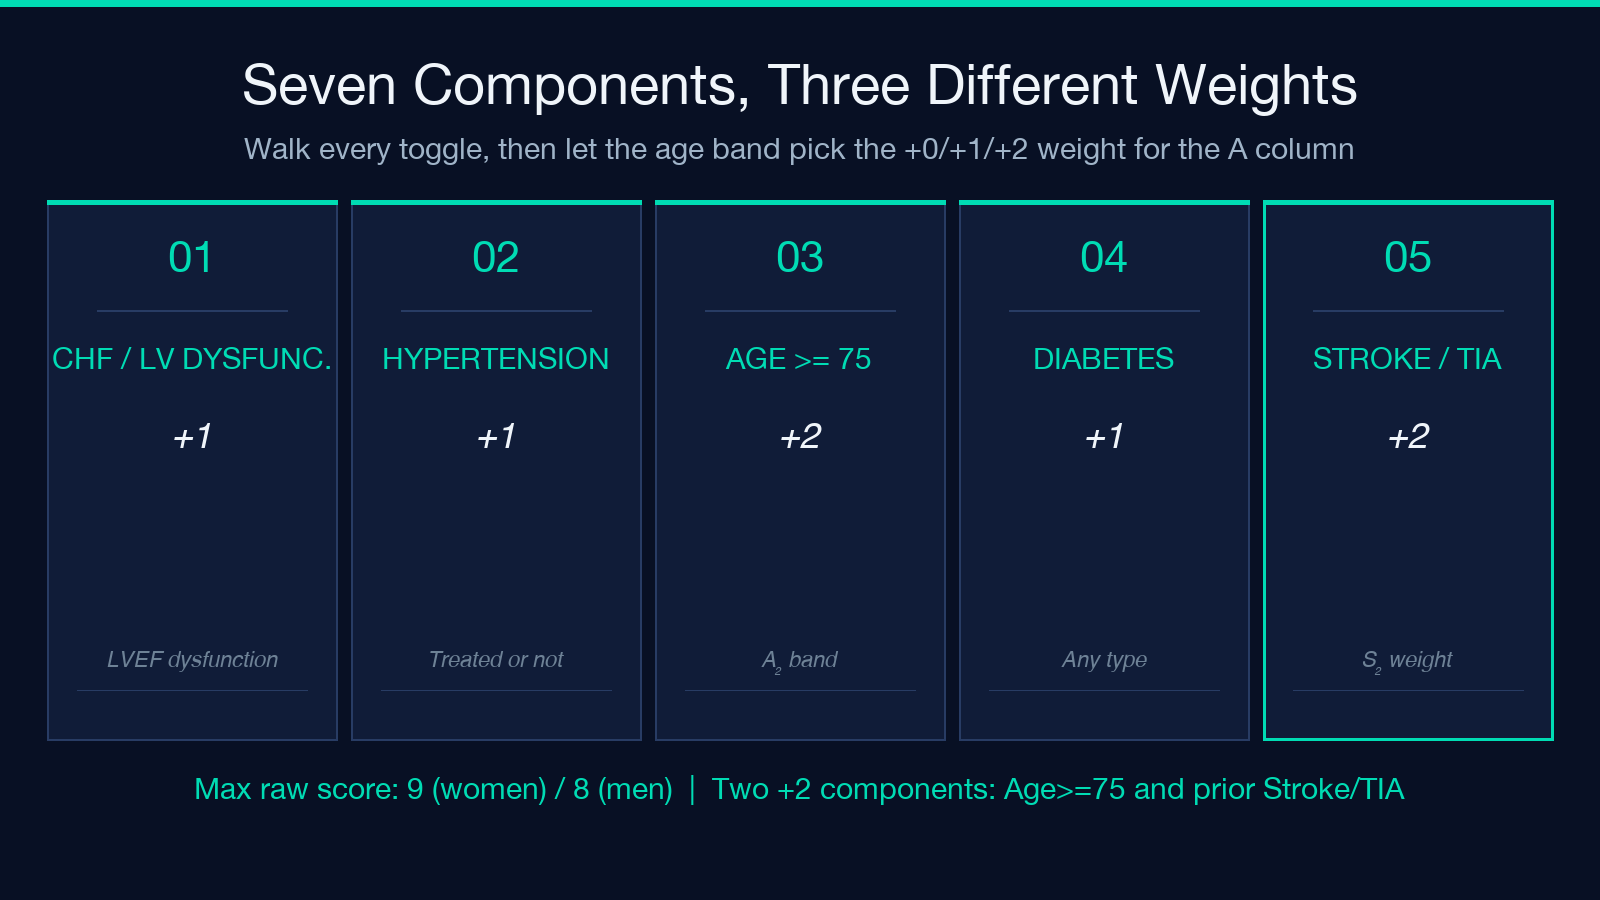 Seven Components, Three Different Weights
Walk every toggle, then let the age band pick the +0/+1/+2 weight for the A column
01
CHF / LV DYSFUNC.
+1
LVEF dysfunction
02
HYPERTENSION
+1
Treated or not
03
AGE >= 75
+2
A₂ band
04
DIABETES
+1
Any type
05
STROKE / TIA
+2
S₂ weight
Max raw score: 9 (women) / 8 (men) | Two +2 components: Age>=75 and prior Stroke/TIA